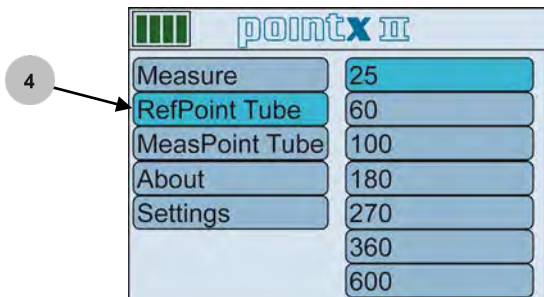 pointx II
4
Measure 25
RefPoint Tube 60
MeasPoint Tube 100
About 180
Settings 270
360
600